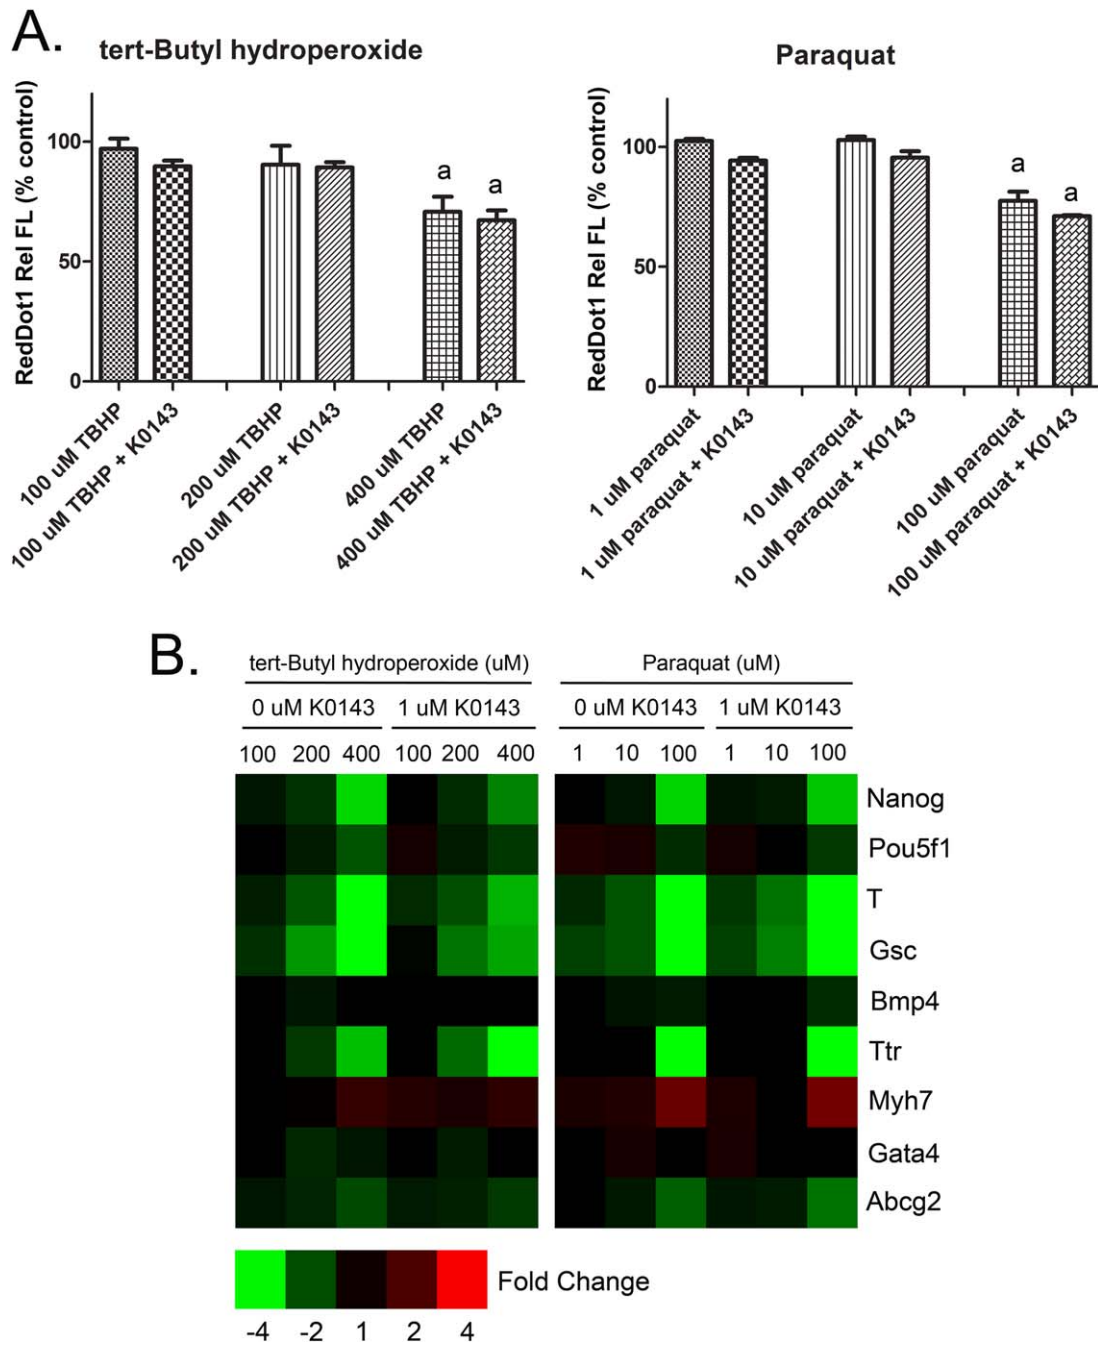 A.
tert-Butyl hydroperoxide
RedDot1 Rel FL (% control)
100
50
0
100 uM TBHP
100 uM TBHP + K0143
200 uM TBHP
200 uM TBHP + K0143
400 uM TBHP
400 uM TBHP + K0143
a
a
Paraquat
RedDot1 Rel FL (% control)
100
50
0
1 uM paraquat
1 uM paraquat + K0143
10 uM paraquat
10 uM paraquat + K0143
100 uM paraquat
100 uM paraquat + K0143
a
a
B.
tert-Butyl hydroperoxide (uM)
Paraquat (uM)
0 uM K0143
1 uM K0143
0 uM K0143
1 uM K0143
100 200 400 100 200 400
1 10 100 1 10 100
Nanog
Pou5f1
T
Gsc
Bmp4
Ttr
Myh7
Gata4
Abcg2
Fold Change
-4 -2 1 2 4